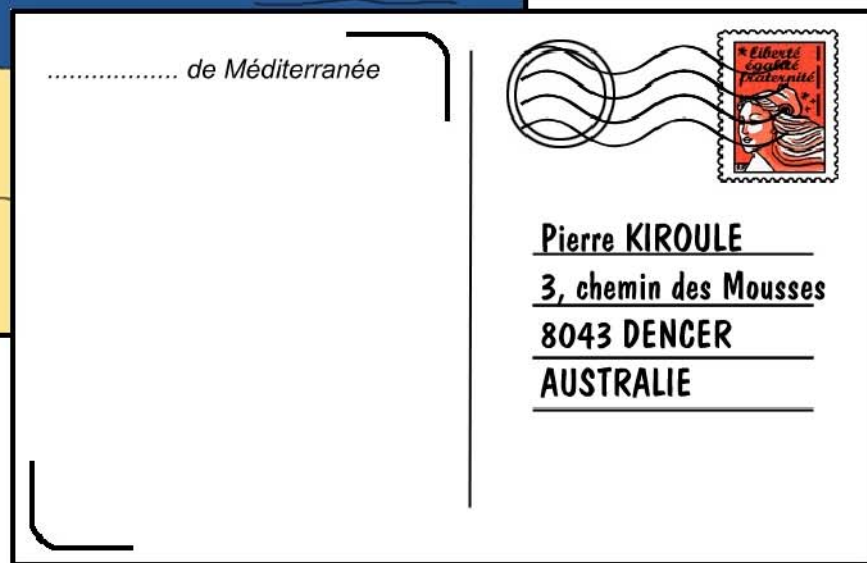 .................. de Méditerranée
Liberté
égalité
fraternité
Pierre KIROULE
3, chemin des Mousses
8043 DENCER
AUSTRALIE